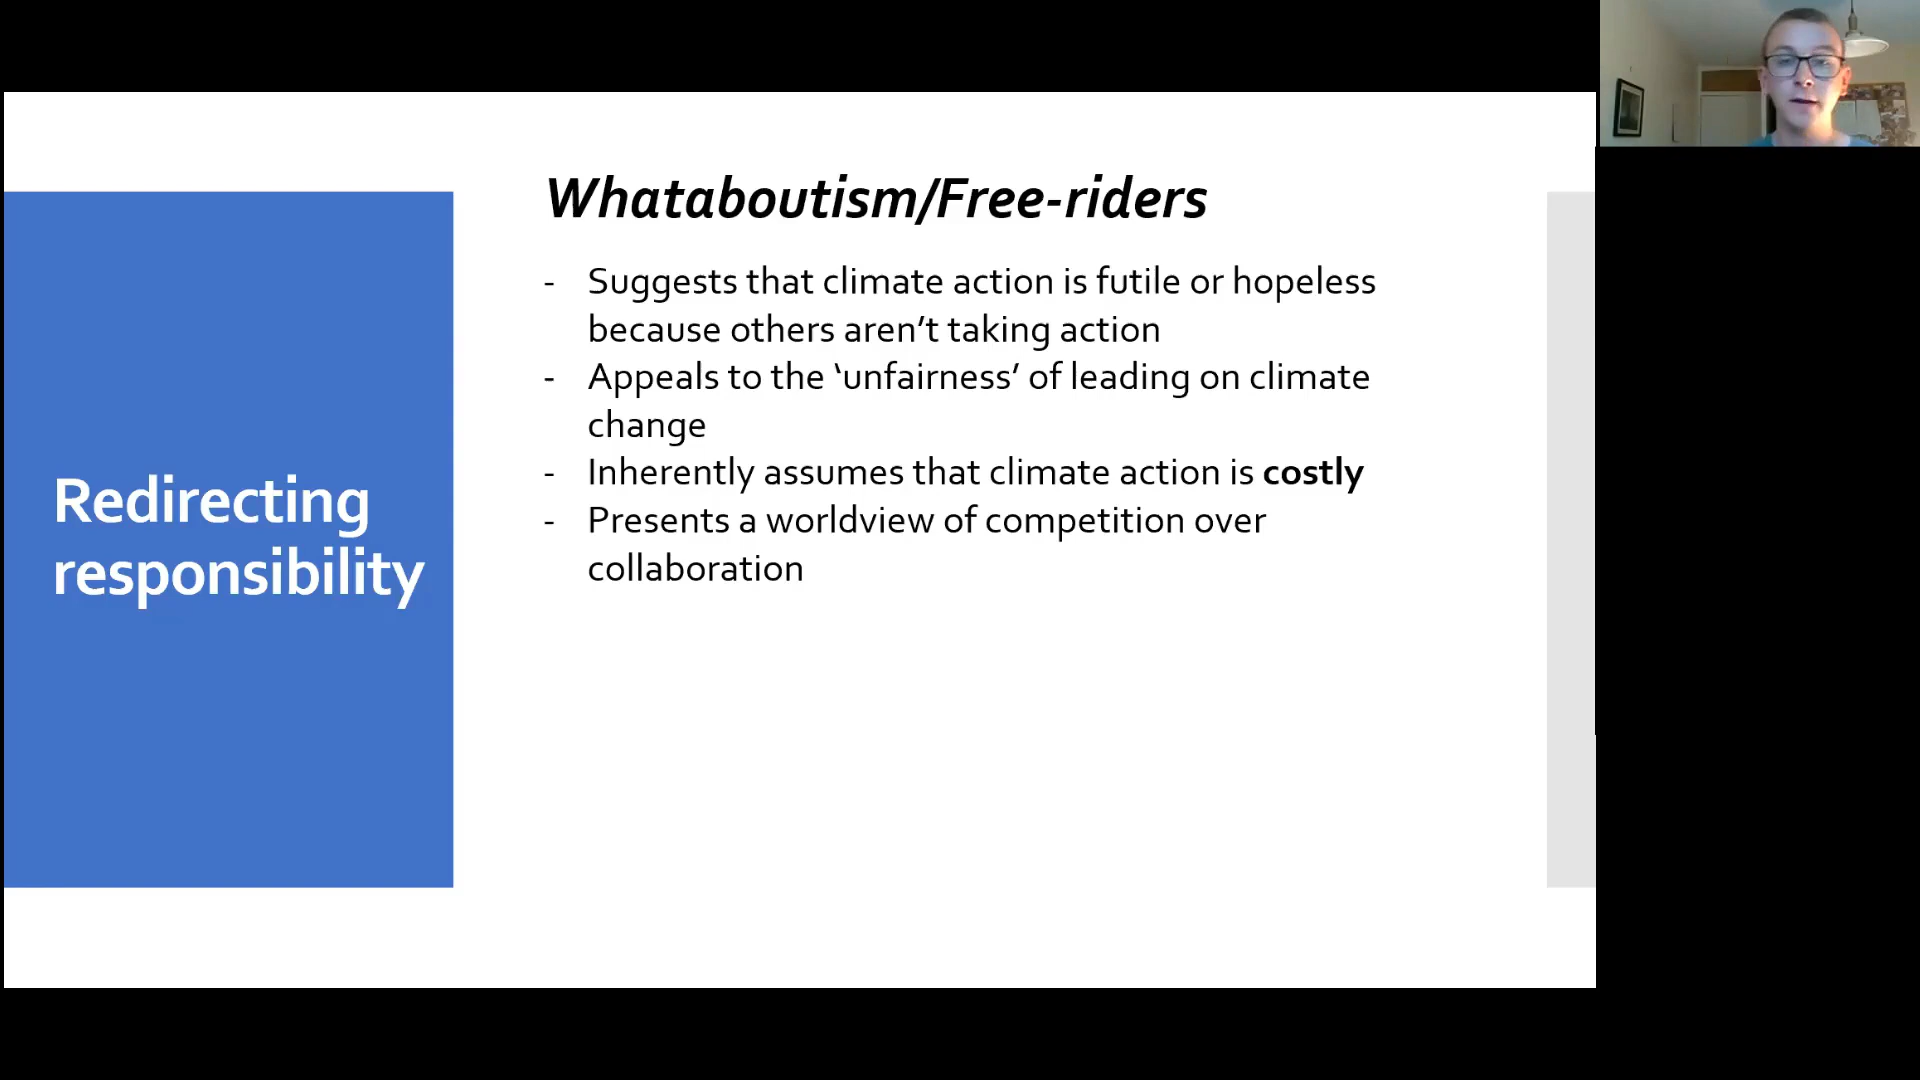 Redirecting
responsibility
Whataboutism/Free-riders
- Suggests that climate action is futile or hopeless
because others aren’t taking action
- Appeals to the ‘unfairness’ of leading on climate
change
- Inherently assumes that climate action is costly
- Presents a worldview of competition over
collaboration